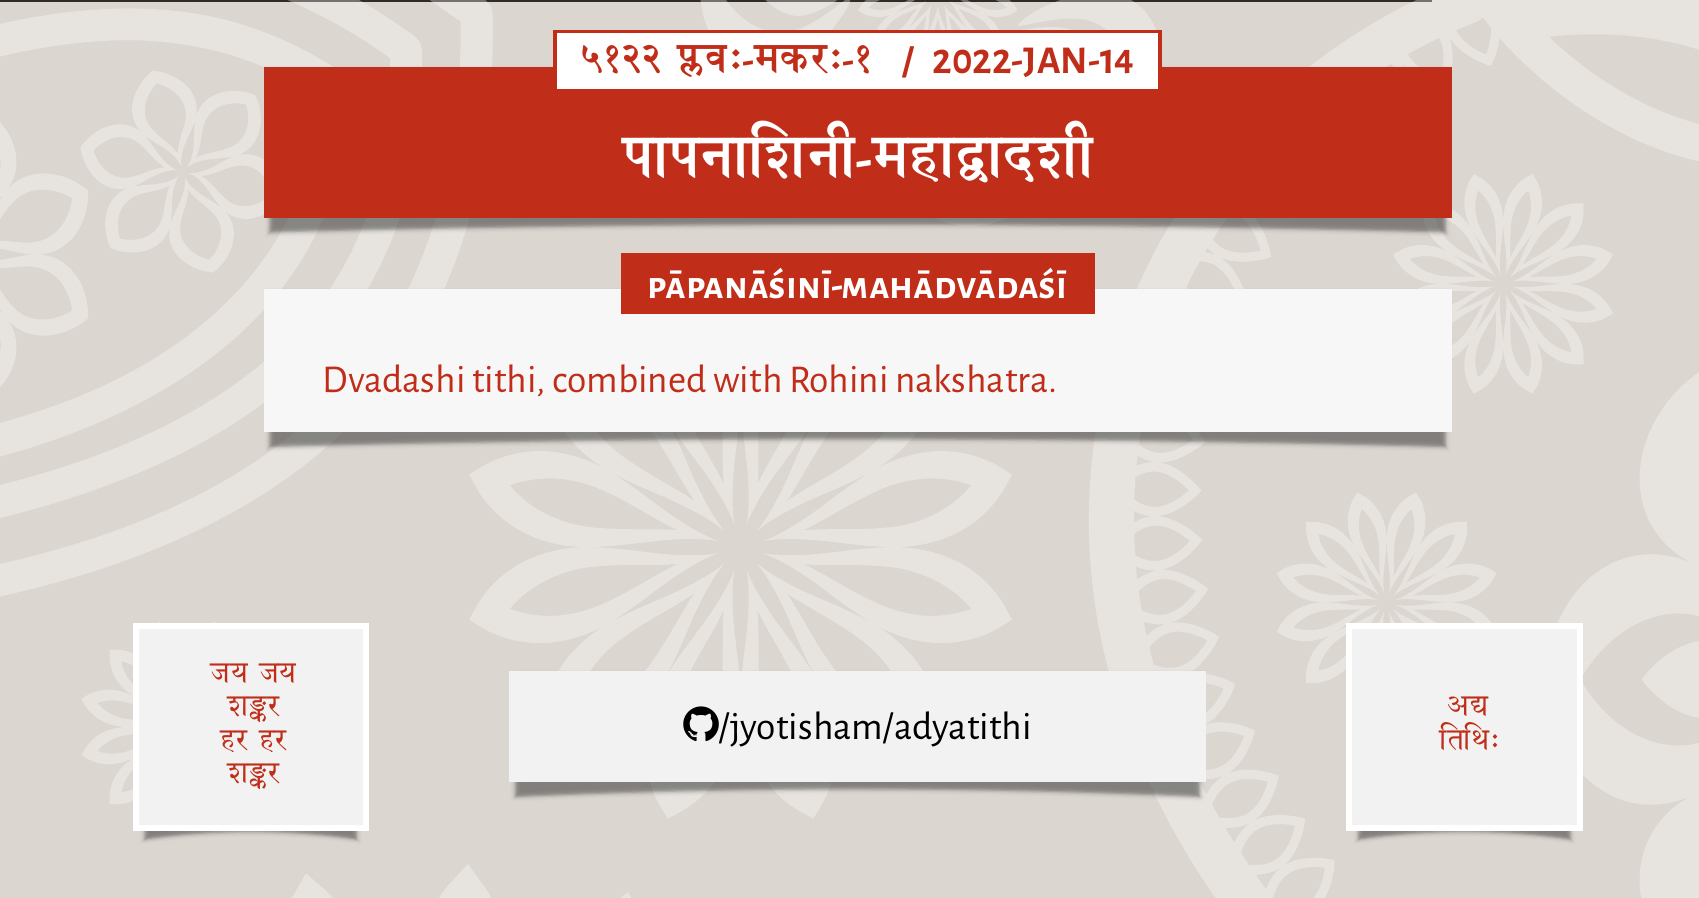 ५१२२ प्लवः-मकरः-१ / 2022-JAN-14
पापनाशिनी-महाद्वादशी
PĀPANĀŚINĪ-MAHĀDVĀDAŚĪ
Dvadashi tithi, combined with Rohini nakshatra.
जय जय
शङ्कर
हर हर
शङ्कर
/jyotisham/adyatithi
अद्य
तिथिः